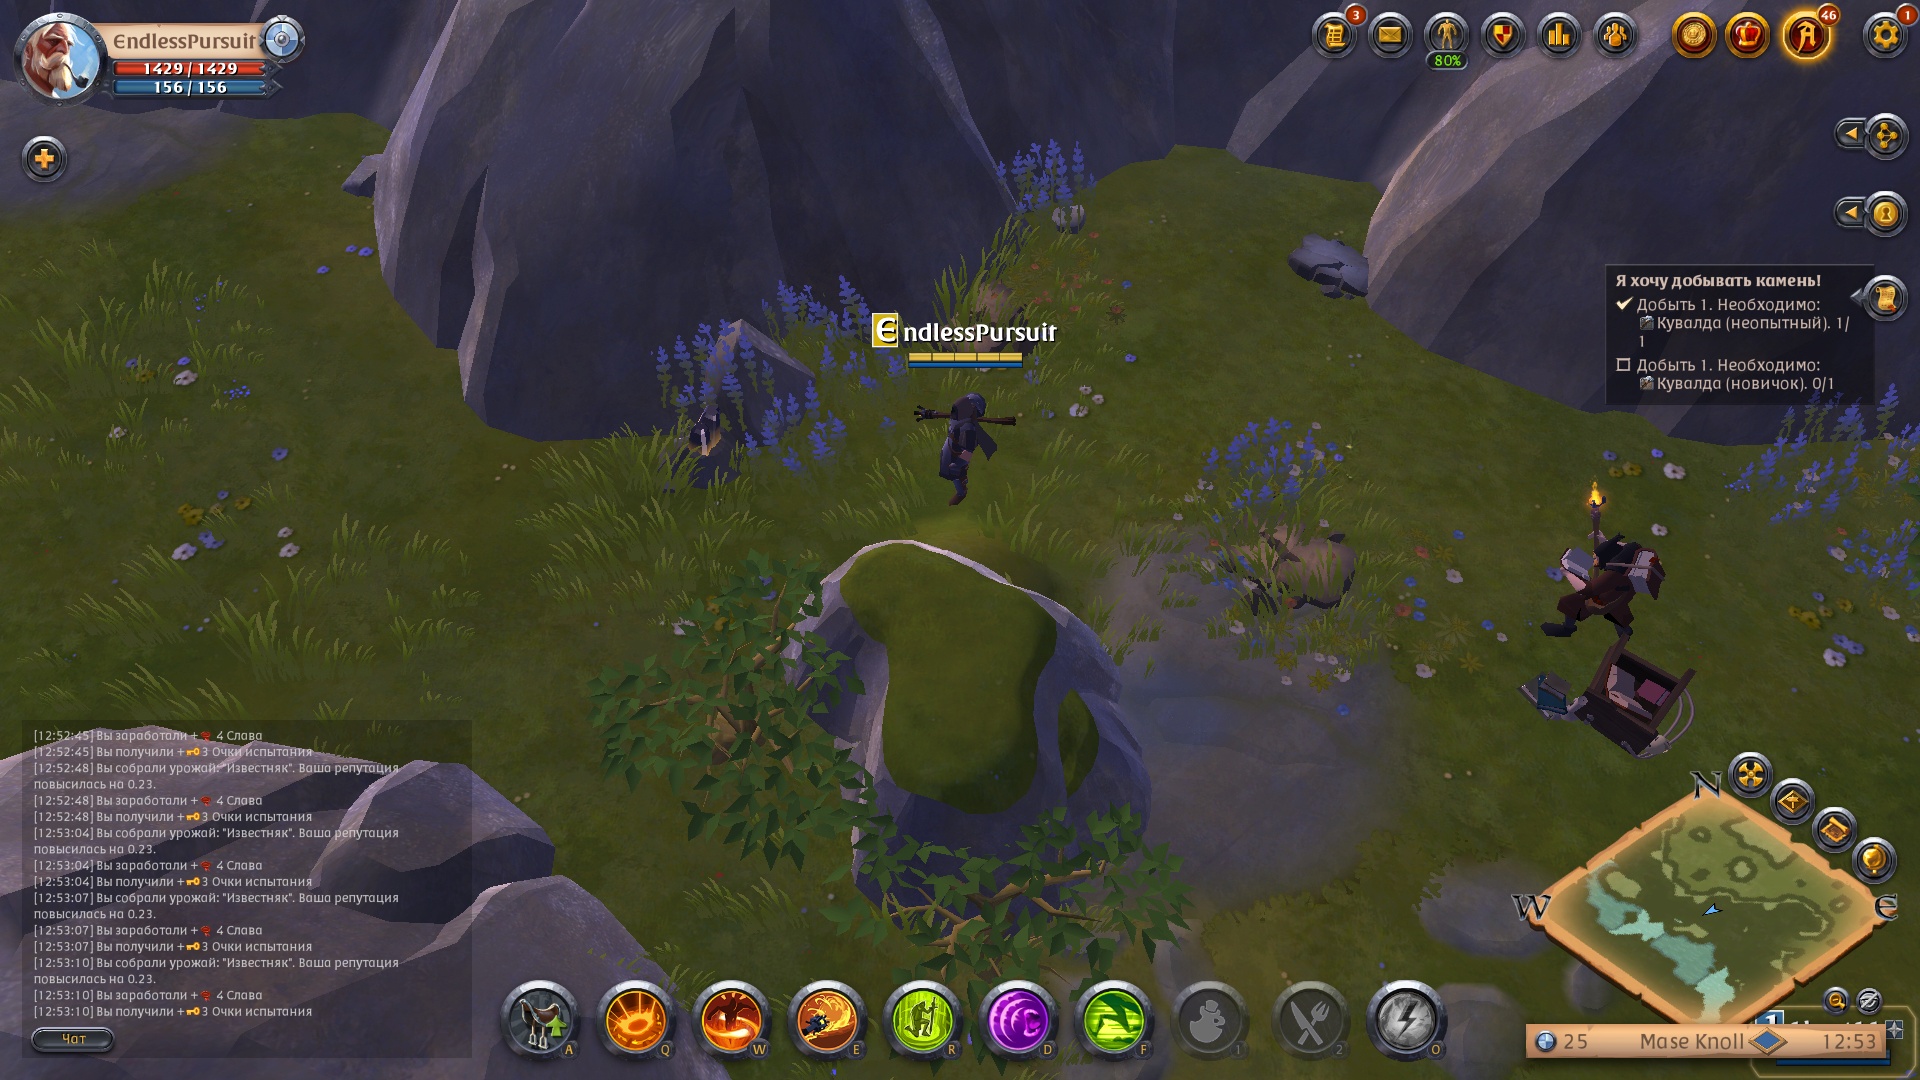 EndlessPursuit
1429 / 1429
156 / 156
3
80%
46
1
Я хочу добывать камень!
Добыть 1. Необходимо:
Кувалда (неопытный). 1/
1
Добыть 1. Необходимо:
Кувалда (новичок). 0/1
EndlessPursuit
[12:52:45] Вы заработали + 4 Слава
[12:52:45] Вы получили + 3 Очки испытания
[12:52:48] Вы собрали урожай: "Известняк". Ваша репутация
повысилась на 0.23.
[12:52:48] Вы заработали + 4 Слава
[12:52:48] Вы получили + 3 Очки испытания
[12:53:04] Вы собрали урожай: "Известняк". Ваша репутация
повысилась на 0.23.
[12:53:04] Вы заработали + 4 Слава
[12:53:04] Вы получили + 3 Очки испытания
[12:53:07] Вы собрали урожай: "Известняк". Ваша репутация
повысилась на 0.23.
[12:53:07] Вы заработали + 4 Слава
[12:53:07] Вы получили + 3 Очки испытания
[12:53:10] Вы собрали урожай: "Известняк". Ваша репутация
повысилась на 0.23.
[12:53:10] Вы заработали + 4 Слава
[12:53:10] Вы получили + 3 Очки испытания
Чат
A Q W E R D F 1 2 O
N
W
E
25 Mase Knoll 12:53